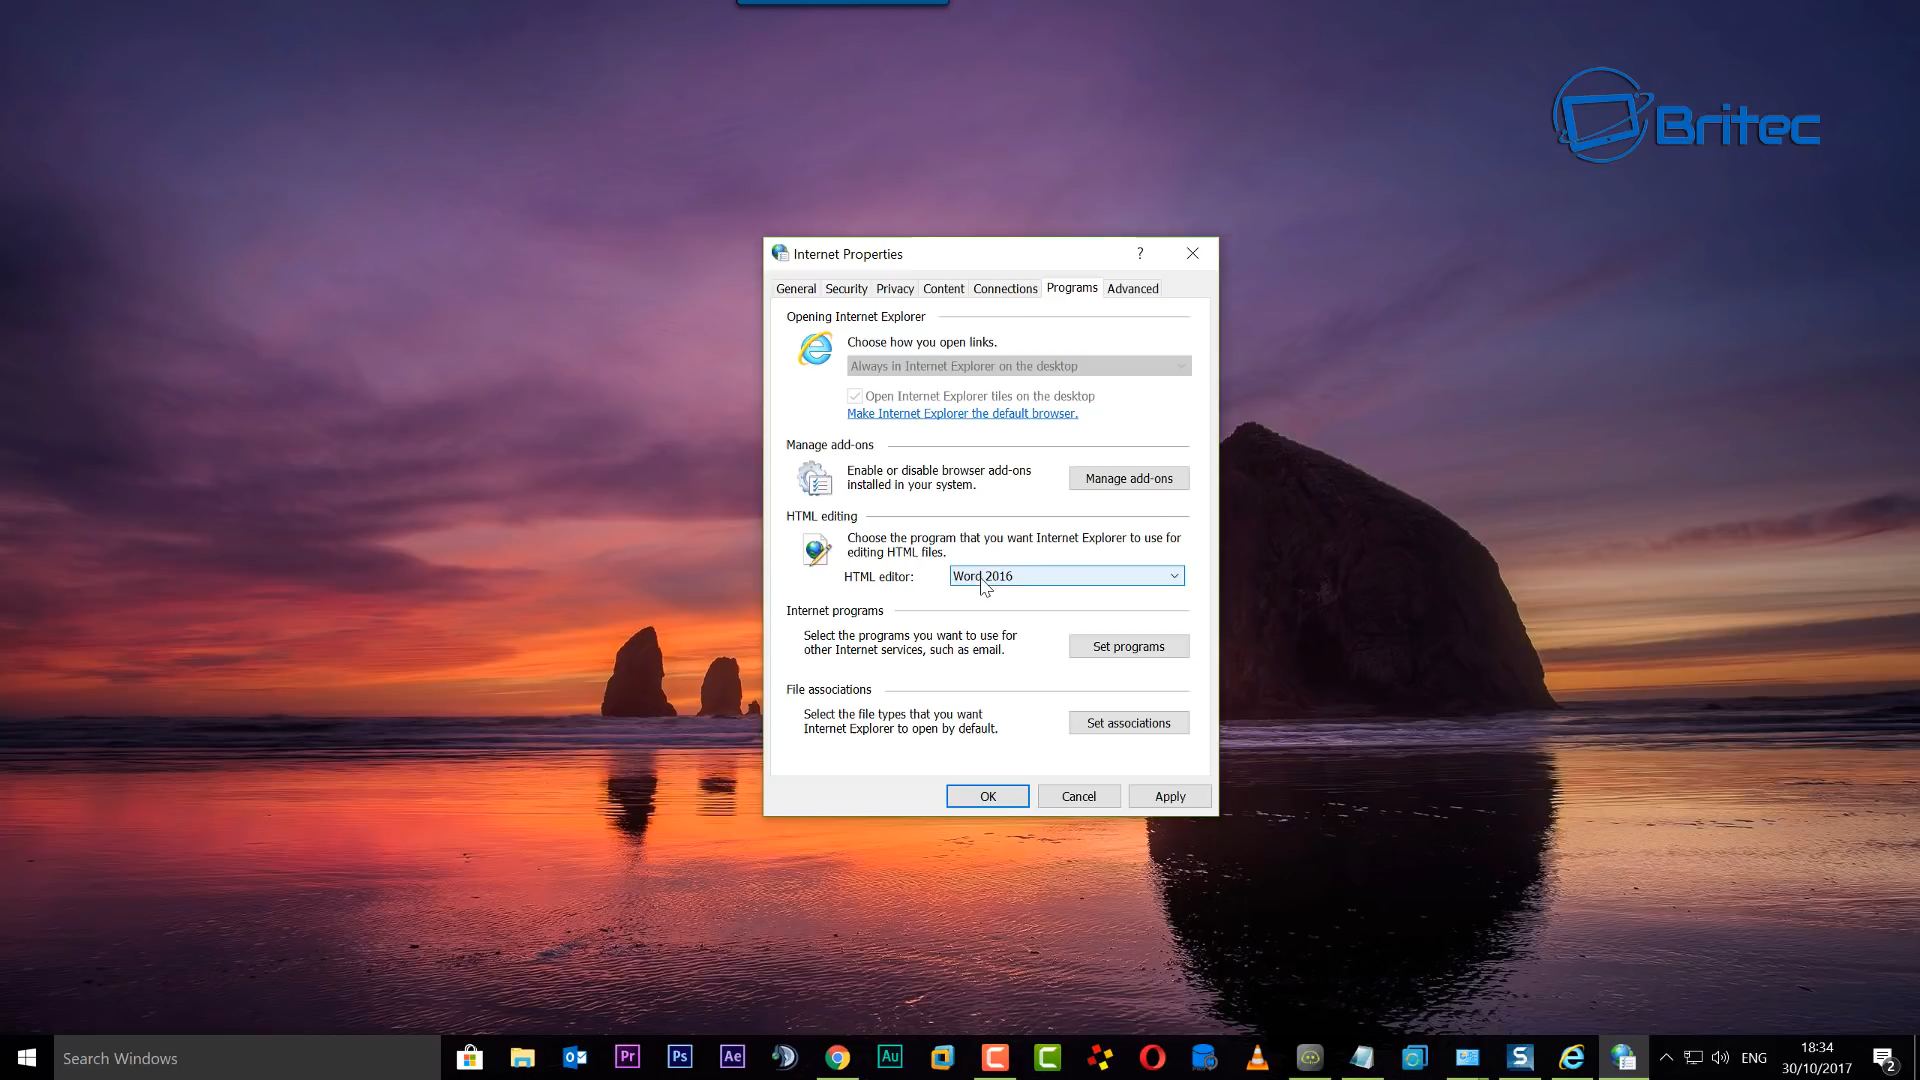 Britec
Internet Properties
?
General Security Privacy Content Connections Programs Advanced
Opening Internet Explorer
Choose how you open links.
Always in Internet Explorer on the desktop
Open Internet Explorer tiles on the desktop
Make Internet Explorer the default browser.
Manage add-ons
Enable or disable browser add-ons
installed in your system.
Manage add-ons
HTML editing
Choose the program that you want Internet Explorer to use for
editing HTML files.
HTML editor:
Word 2016
Internet programs
Select the programs you want to use for
other Internet services, such as email.
Set programs
File associations
Select the file types that you want
Internet Explorer to open by default.
Set associations
OK
Cancel
Apply
Search Windows
Pr
Ps
Ae
Au
ENG
18:34
30/10/2017
2